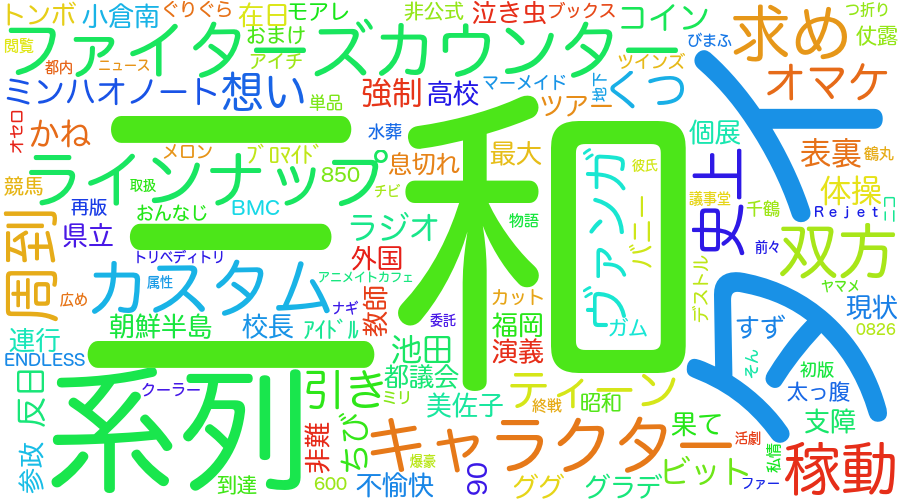 トンボ 小倉南 ぐりぐら 在日 モアレ 非公式 泣き虫 ブックス コイン 求め つ折り 仗露
閲覧 ファイターズカウンター おまけ びまふ
都内 ニュース アイチ ツインズ オマケ
ミンハオノート 想い 単品 強制 高校 マーメイド ツアー くつ イ
オセロ かね 水葬 個展 表裏 鶴丸
メロン ブロマイド 息切れ 最大 彼氏
競馬 ラインナップ 取扱 850 チビ ヴァンガ バニー 史上 議事堂 体操
再版 おんなじ BMC 和 物語 千鶴 Rejet ニコ
周到 県立 ラジオ 前々 双方
トリベディトリ 外国
カスタム 属性 アニメイトカフェ デストル ヤマメ
広め ナギ 教師 カット 現状
連行 朝鮮半島 校長 アイドル 委託 福岡 ガム タ すず 0826
ENDLESS 池田 演義 そん 初版
反日 系列 クーラー 引き 都議会 ティーン 太っ腹
ミリ 美佐子 終戦 昭和 果て 支障
参政 非難 ちび キャラクター 活劇 私情 稼動
爆豪 ビット
到達 600 不愉快 90 ググ グラデ ファー